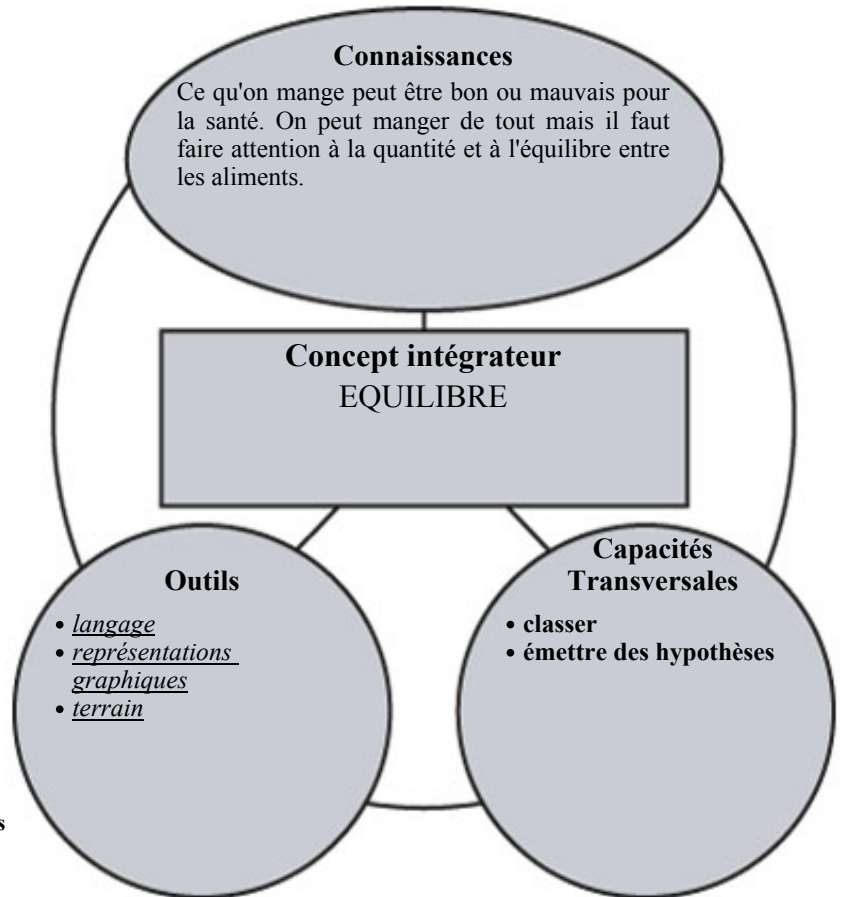 Connaissances
Ce qu'on mange peut être bon ou mauvais pour
la santé. On peut manger de tout mais il faut
faire attention à la quantité et à l'équilibre entre
les aliments.
Concept intégrateur
EQUILIBRE
Outils
• langage
• représentations
graphiques
• terrain
Capacités
Transversales
• classer
• émettre des hypothèses
s